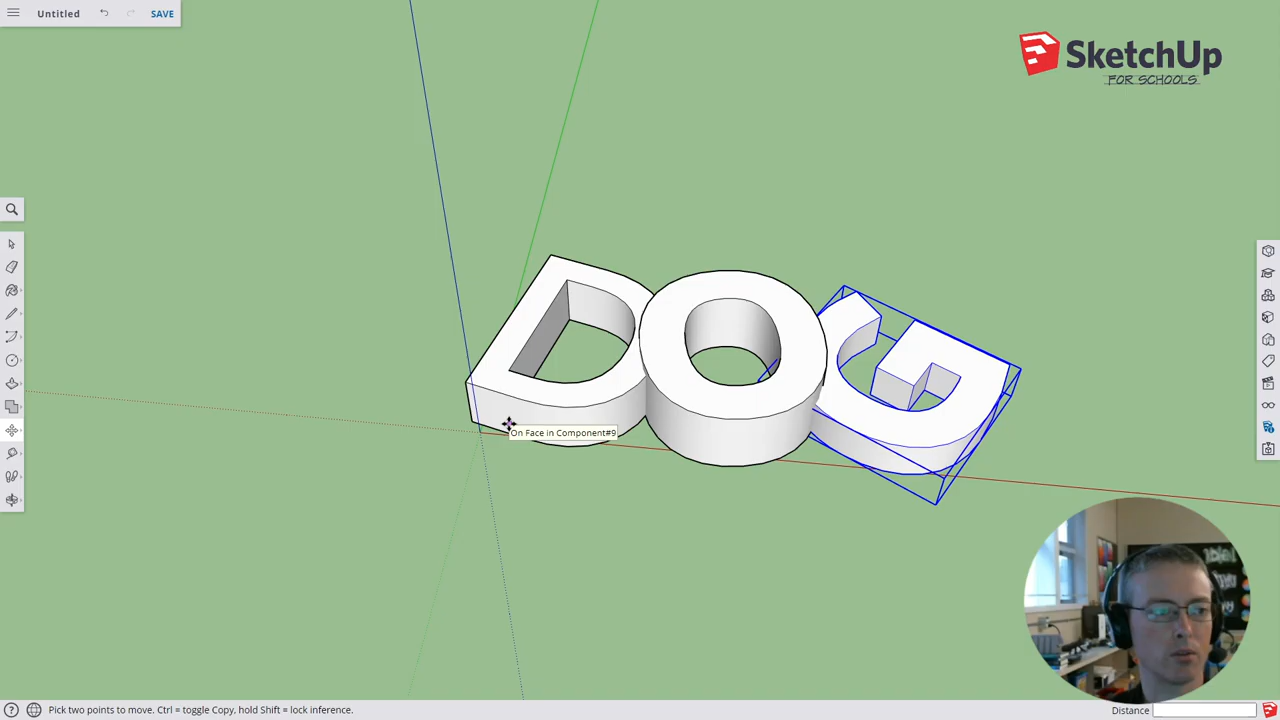 Untitled SAVE
SketchUp
FOR SCHOOLS
DOG
On Face in Component#9
Pick two points to move. Ctrl = toggle Copy, hold Shift = lock inference.
Distance